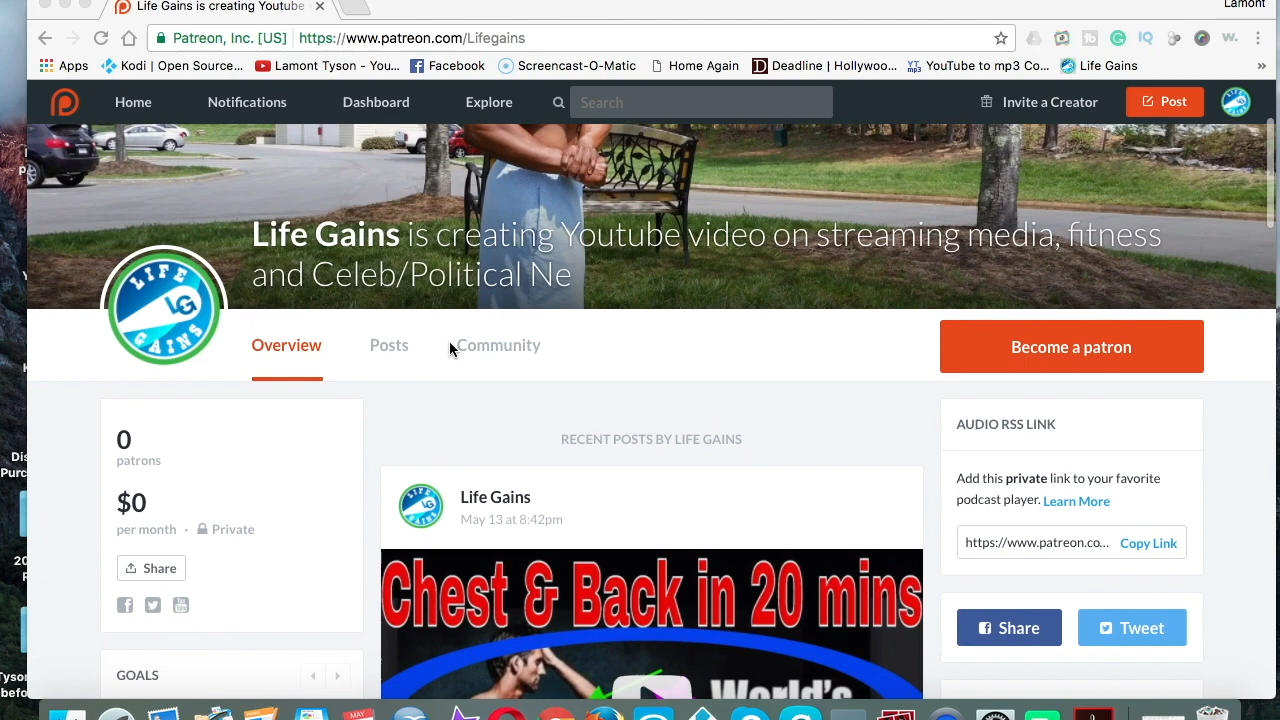 Life Gains is creating Youtube
Lamont
Patreon, Inc. [US]
https://www.patreon.com/Lifegains
Apps
Kodi | Open Source...
Lamont Tyson - You...
Facebook
Screencast-O-Matic
Home Again
Deadline | Hollywoo...
YouTube to mp3 Co...
Life Gains
Home
Notifications
Dashboard
Explore
Search
Invite a Creator
Post
Life Gains is creating Youtube video on streaming media, fitness
and Celeb/Political Ne
LIFE
LG
GAINS
Overview
Posts
Community
Become a patron
0
patrons
$0
per month · Private
Share
GOALS
RECENT POSTS BY LIFE GAINS
Life Gains
May 13 at 8:42pm
Chest & Back in 20 mins
World's
AUDIO RSS LINK
Add this private link to your favorite
podcast player. Learn More
https://www.patreon.co...
Copy Link
Share
Tweet
MAY